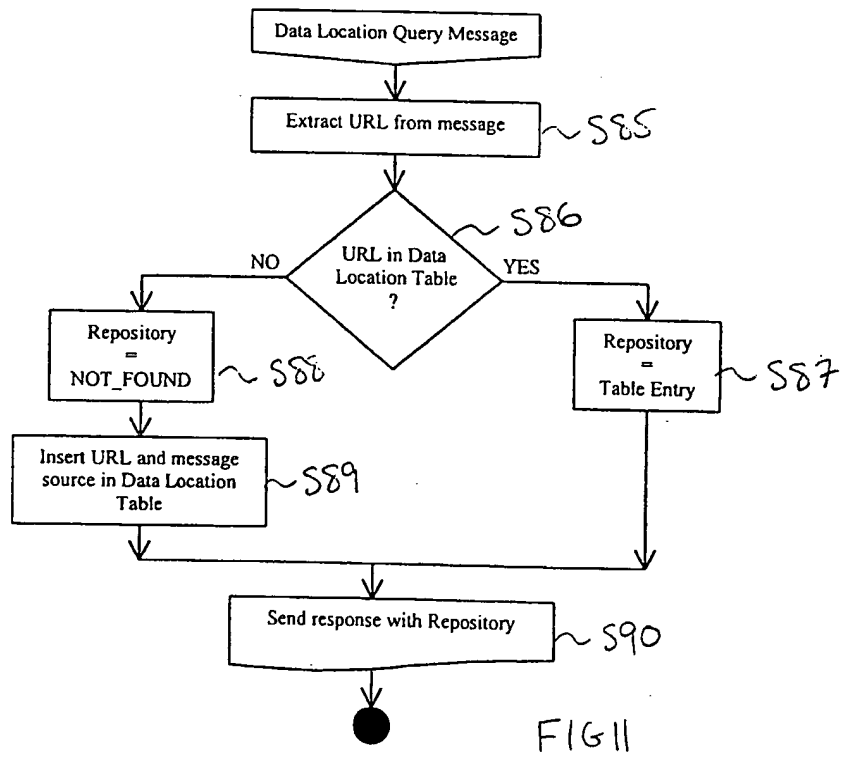 Data Location Query Message
Extract URL from message
S85
S86
URL in Data
Location Table
?
NO
YES
Repository
=
NOT_FOUND
S88
Repository
=
Table Entry
S87
Insert URL and message
source in Data Location
Table
S89
Send response with Repository
S90
FIG11